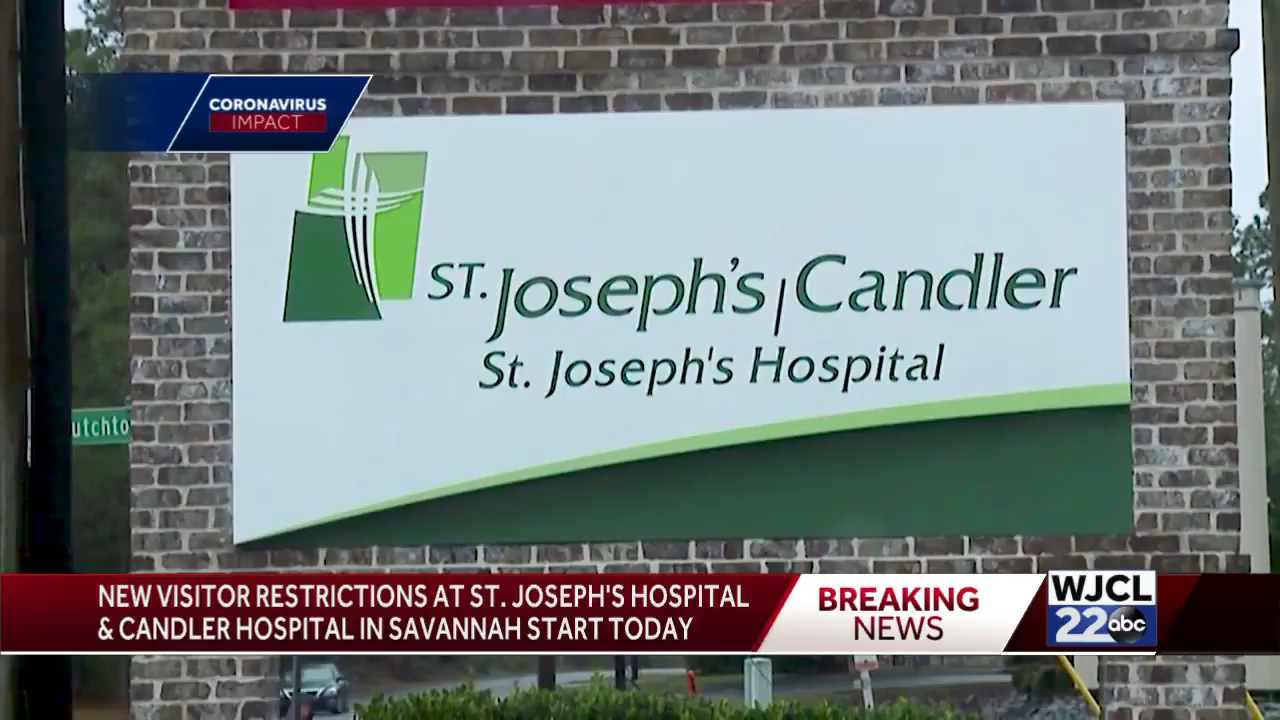 CORONAVIRUS
IMPACT
ST. Joseph's | Candler
St. Joseph's Hospital
NEW VISITOR RESTRICTIONS AT ST. JOSEPH'S HOSPITAL
& CANDLER HOSPITAL IN SAVANNAH START TODAY
BREAKING
NEWS
WJCL
22 abc